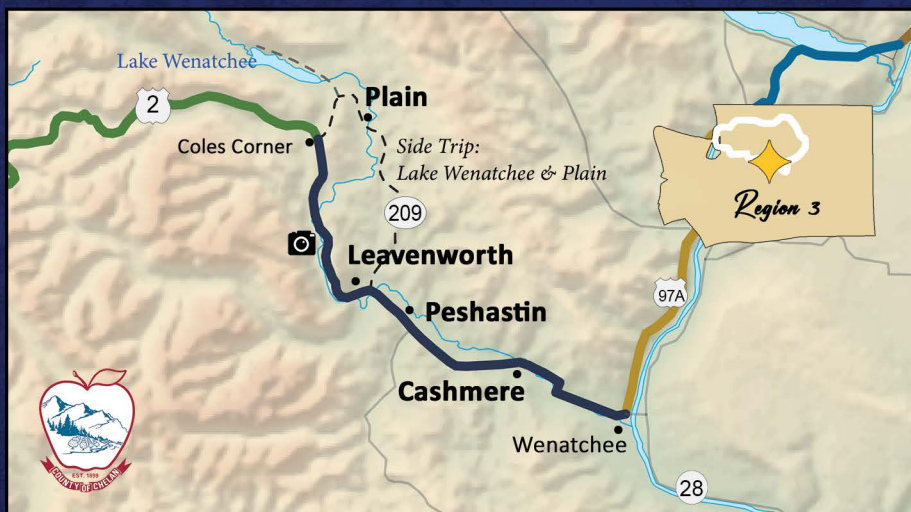 Lake Wenatchee
2
Plain
Coles Corner
Side Trip:
Lake Wenatchee & Plain
209
Region 3
Leavenworth
97A
Peshastin
Cashmere
Wenatchee
28
EST. 1899
COUNTY OF CHELAN